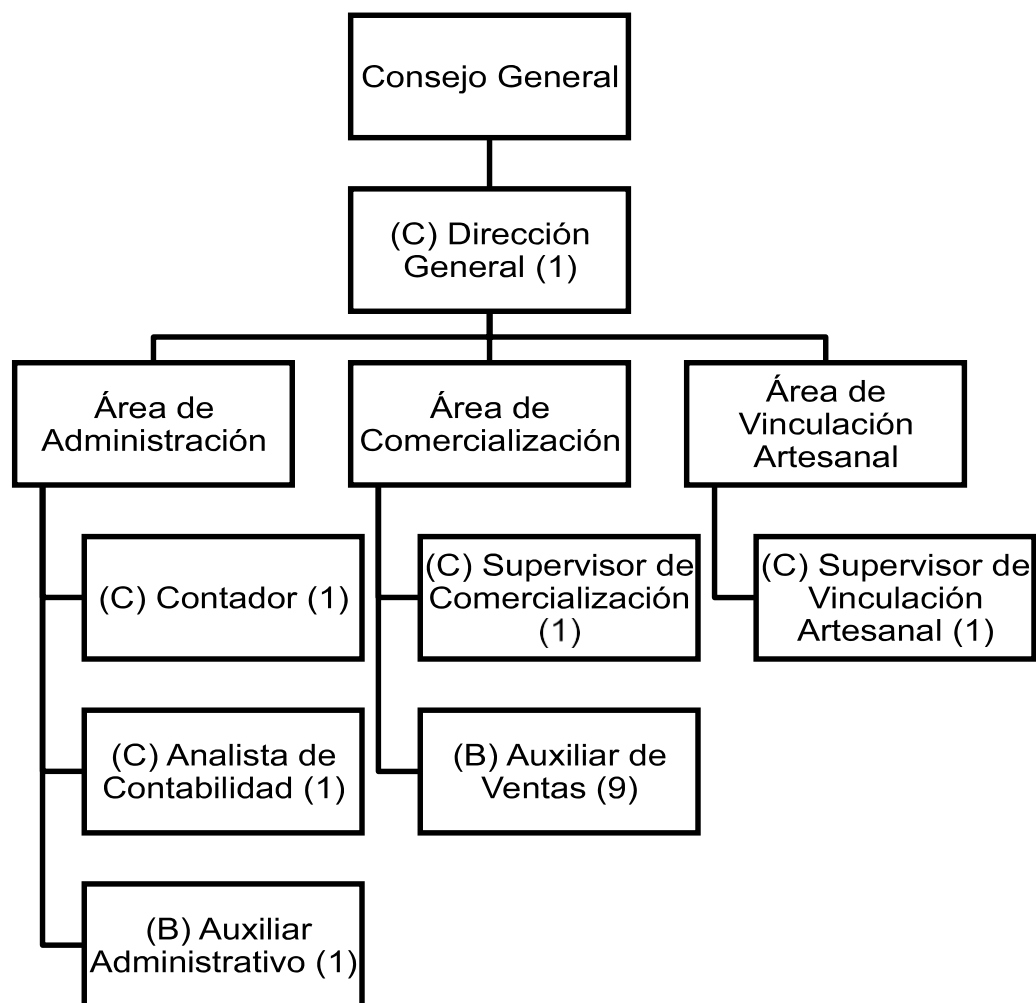 Consejo General
(C) Dirección
General (1)
Área de
Administración
Área de
Comercialización
Área de
Vinculación
Artesanal
(C) Contador (1)
(C) Supervisor de
Comercialización
(1)
(C) Supervisor de
Vinculación
Artesanal (1)
(C) Analista de
Contabilidad (1)
(B) Auxiliar de
Ventas (9)
(B) Auxiliar
Administrativo (1)